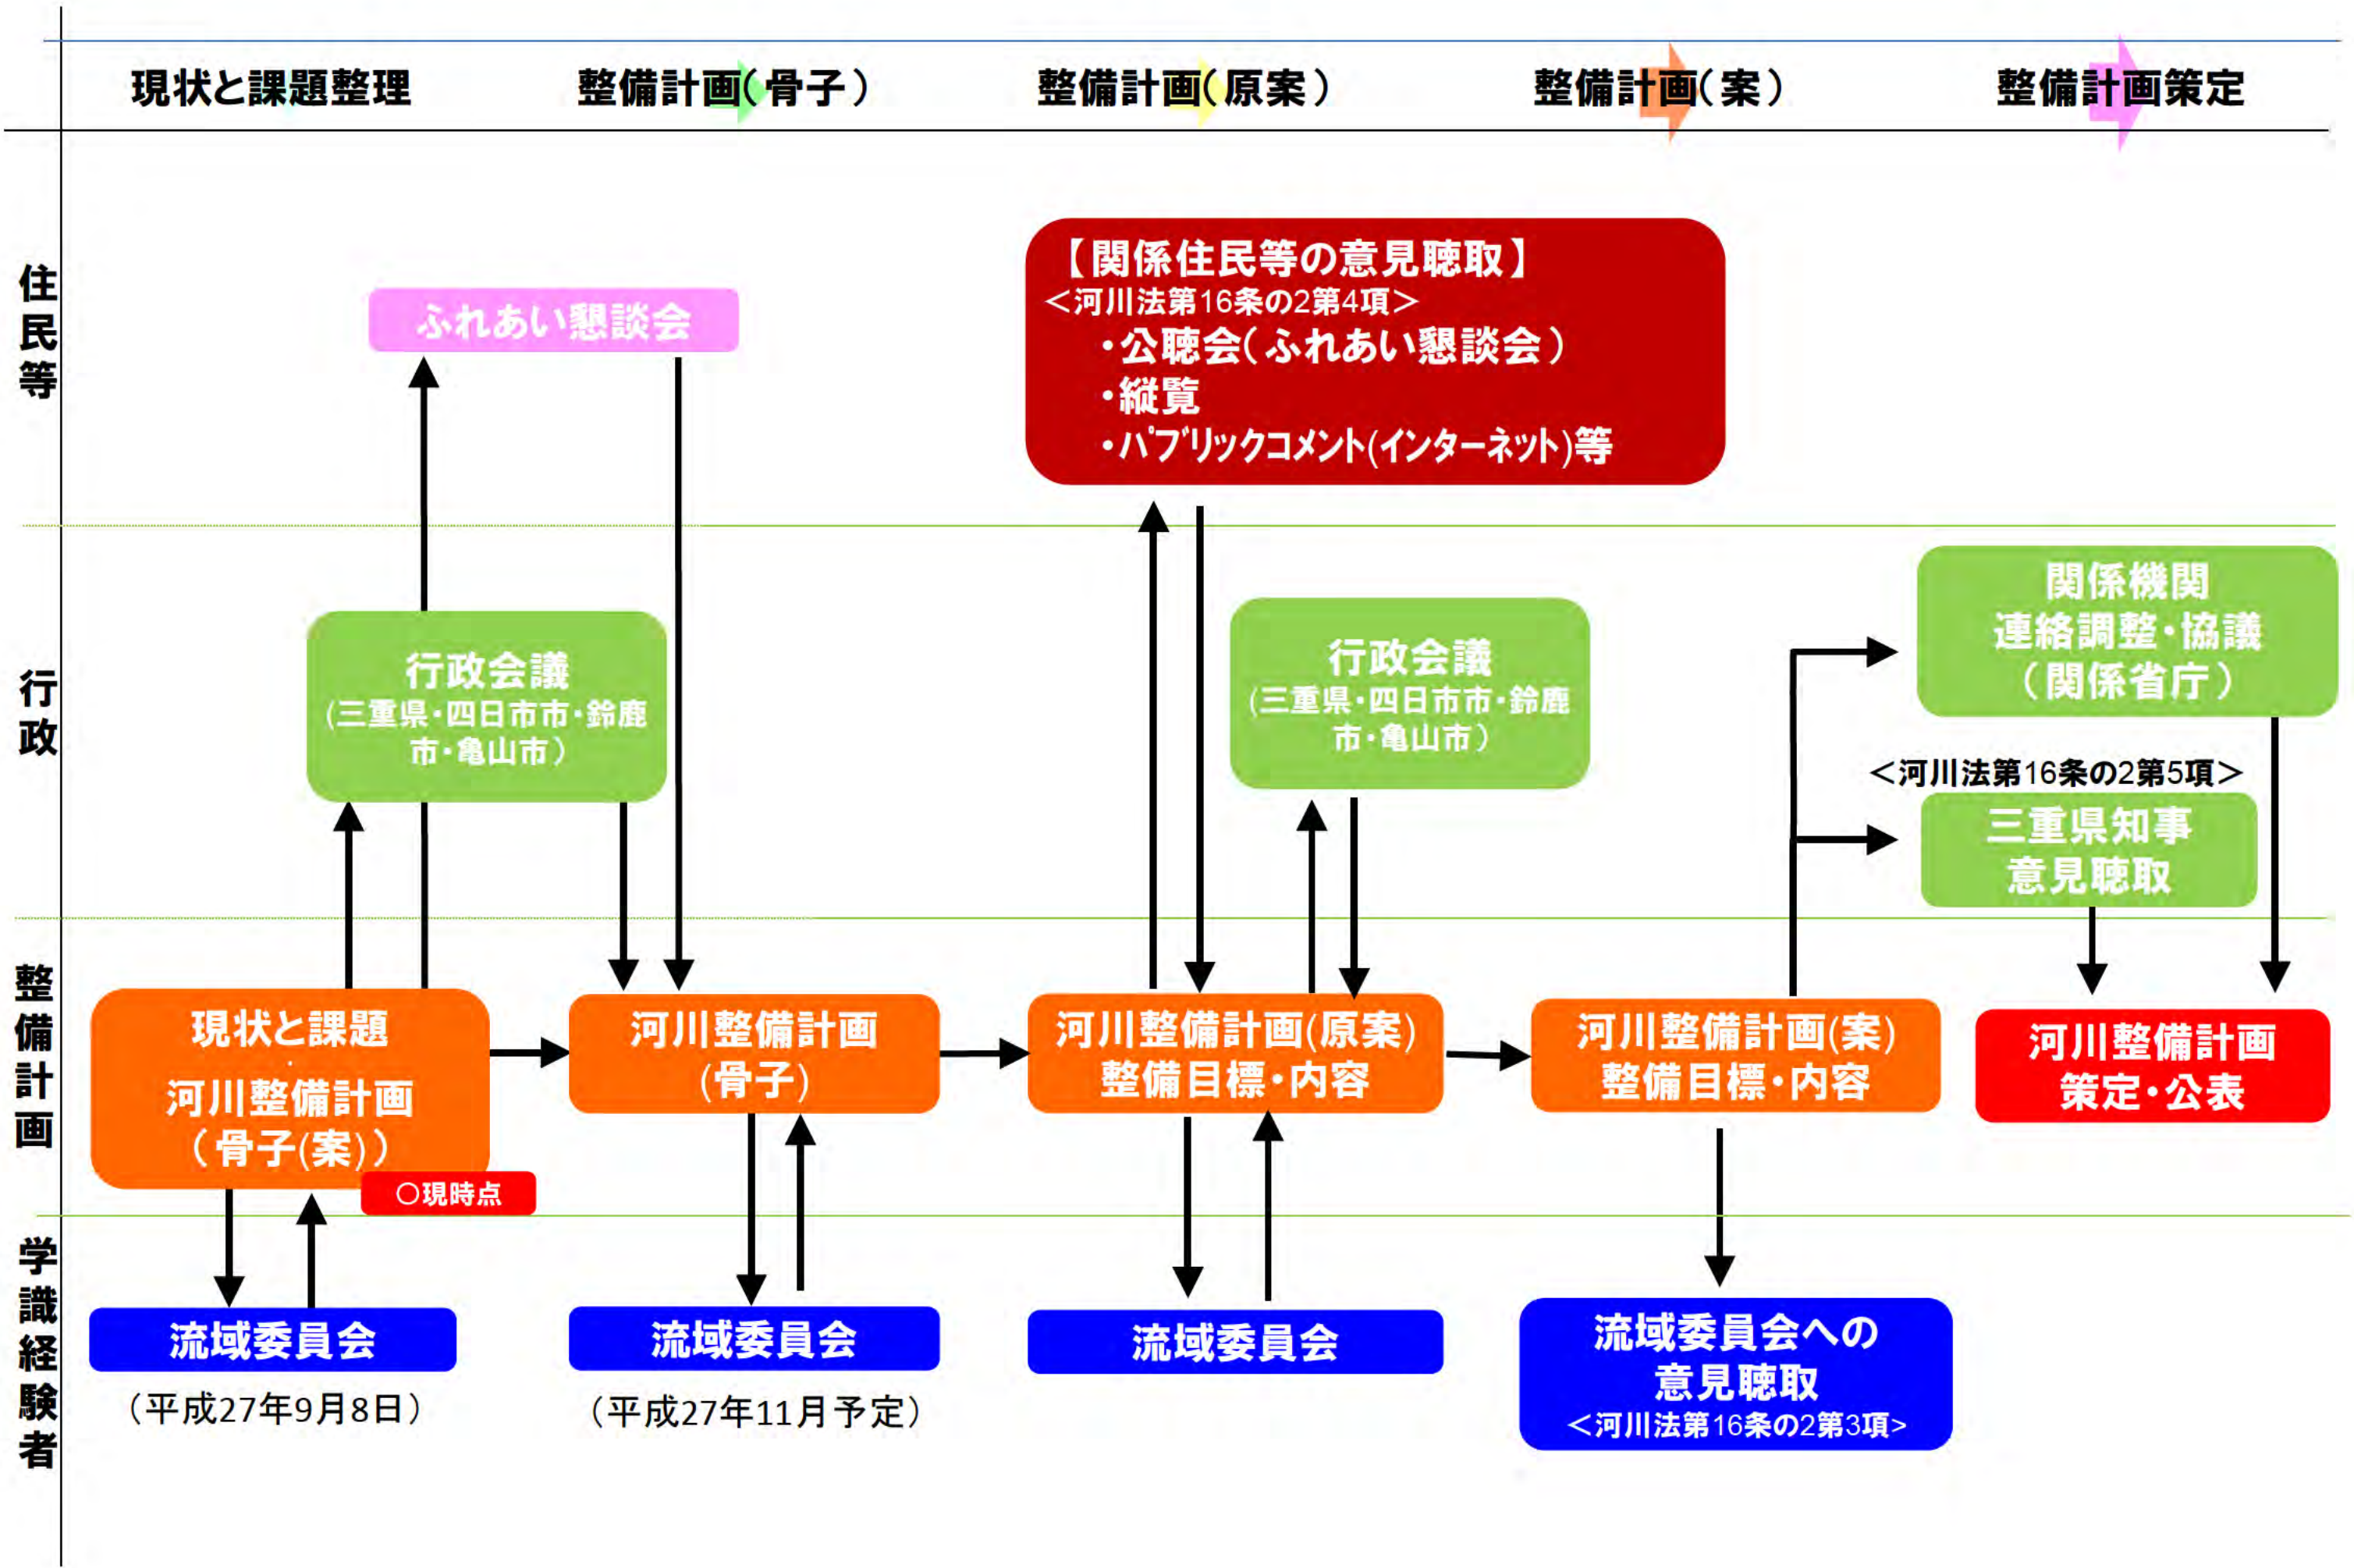 現状と課題整理
整備計画(骨子)
整備計画(原案)
整備計画(案)
整備計画策定
住民等
ふれあい懇談会
【関係住民等の意見聴取】
<河川法第16条の2第4項>
・公聴会(ふれあい懇談会)
・縦覧
・パブリックコメント(インターネット)等
行政
行政会議
(三重県・四日市市・鈴鹿
市・亀山市)
行政会議
(三重県・四日市市・鈴鹿
市・亀山市)
関係機関
連絡調整・協議
(関係省庁)
<河川法第16条の2第5項>
三重県知事
意見聴取
整備計画
現状と課題
・
河川整備計画
(骨子(案))
○現時点
河川整備計画
(骨子)
河川整備計画(原案)
整備目標・内容
河川整備計画(案)
整備目標・内容
河川整備計画
策定・公表
学識経験者
流域委員会
(平成27年9月8日)
流域委員会
(平成27年11月予定)
流域委員会
流域委員会への
意見聴取
<河川法第16条の2第3項>